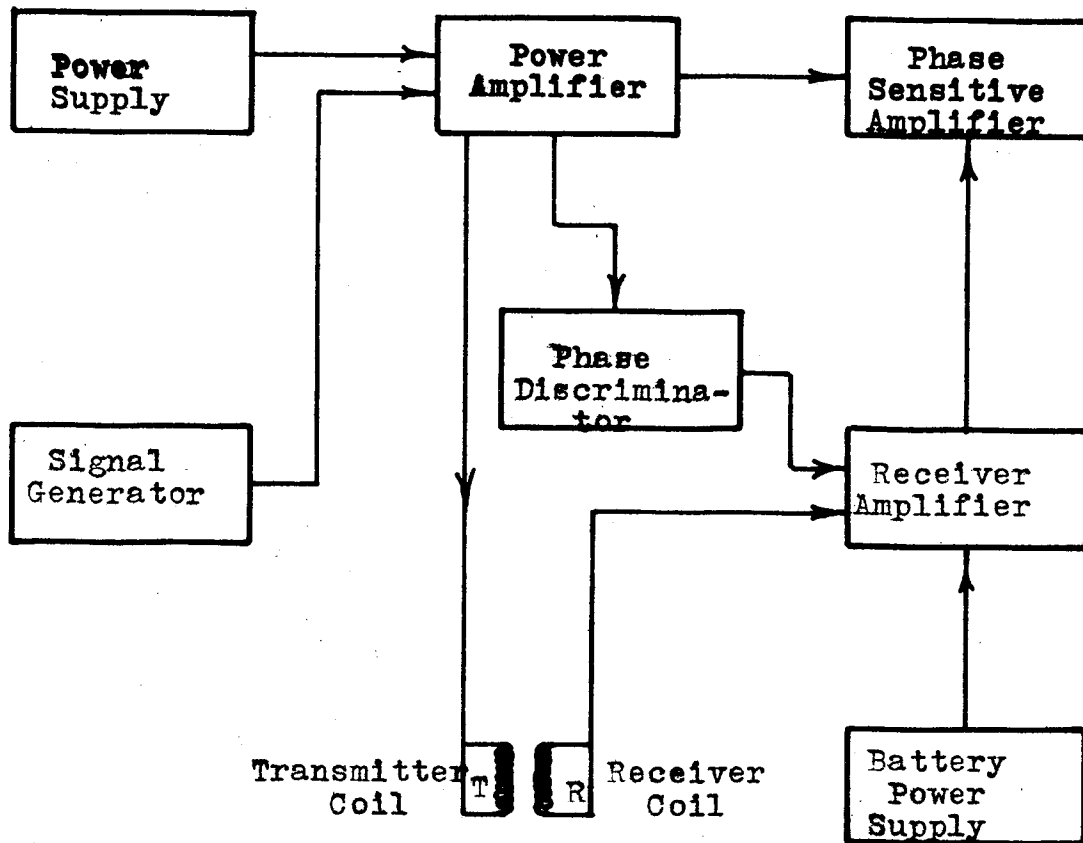 Power
Supply
Power
Amplifier
Phase
Sensitive
Amplifier
Phase
Discrimina-
tor
Signal
Generator
Receiver
Amplifier
Transmitter
Coil
T
R
Receiver
Coil
Battery
Power
Supply